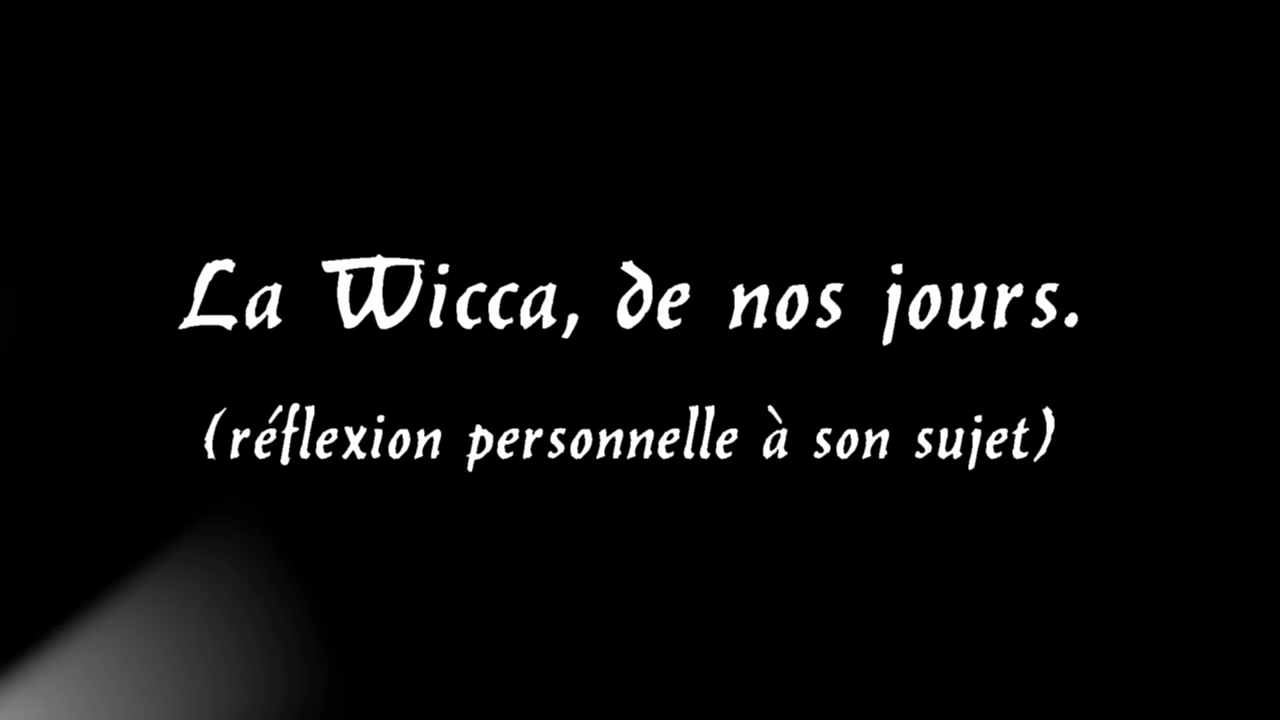 La Wicca, de nos jours.
(réflexion personnelle à son sujet)